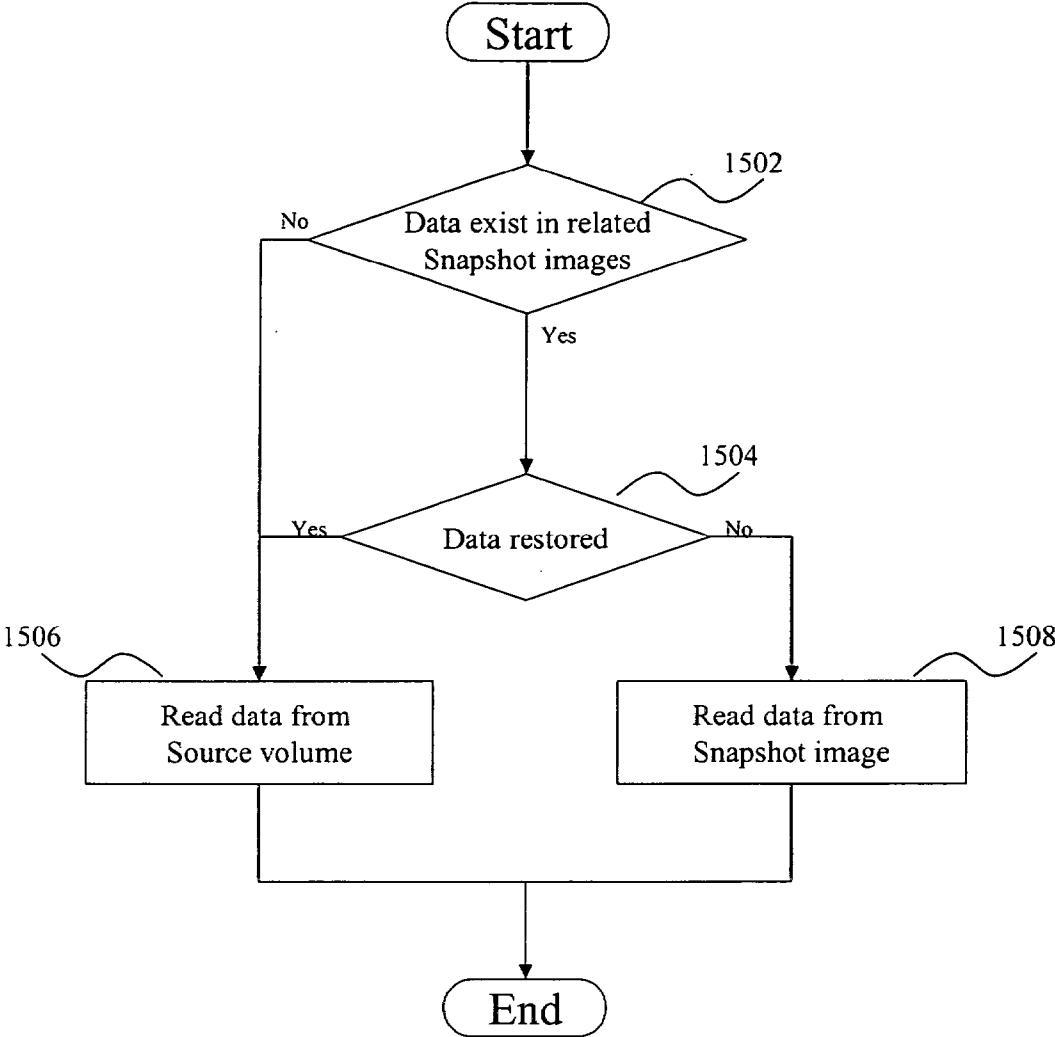 Start
1502
No
Data exist in related
Snapshot images
Yes
1504
Yes
Data restored
No
1506
1508
Read data from
Source volume
Read data from
Snapshot image
End